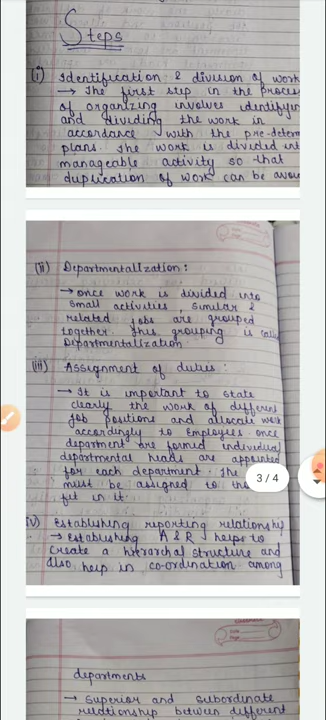 Steps
(i) Identification & division of work
→ The first step in the process
of organizing involves identifyin
and dividing the work in
accordance with the pre-determ
plans. The work is divided int
manageable activity so that
duplication of work can be avoi
(ii) Departmentalization :
→ once work is divided into
small activities, similar &
related jobs are grouped
together. This grouping is calle
Departmentalization
(iii) Assignment of duties :
→ It is important to state
clearly the work of different
job positions and allocate work
accordingly to Employees once
department are formed individual
departmental heads are appointed
for each department. The
must be assigned to the
fit in it.
3/4
iv) Establishing reporting relationship
→ Establishing A & R helps to
create a hierarchal structure and
also help in co-ordination among
departments
→ Superior and subordinate
relationship between different